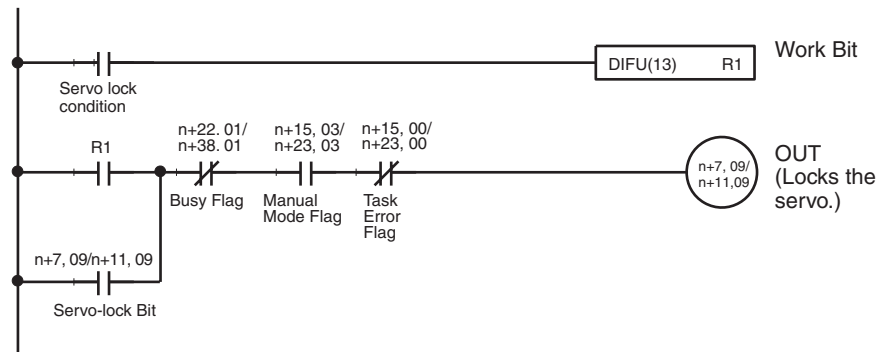 Servo lock
condition
DIFU(13) R1
Work Bit
R1
n+22. 01/
n+38. 01
n+15, 03/
n+23, 03
n+15, 00/
n+23, 00
Busy Flag
Manual
Mode Flag
Task
Error
Flag
n+7, 09/
n+11,09
OUT
(Locks the
servo.)
n+7, 09/n+11, 09
Servo-lock Bit